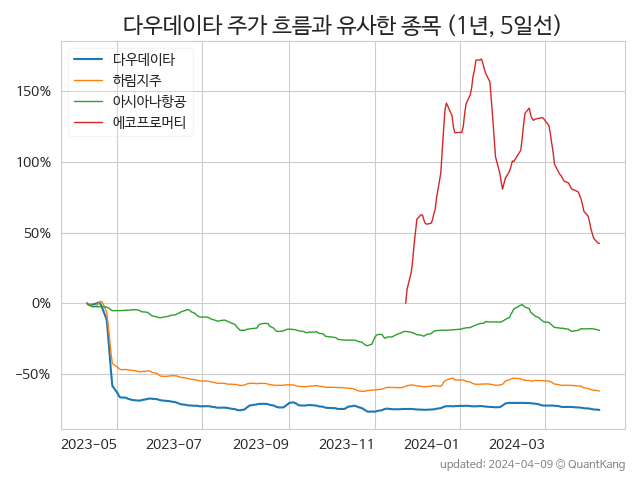 다우데이타 주가 흐름과 유사한 종목 (1년, 5일선)
다우데이타
하림지주
아시아나항공
에코프로머티
150%
100%
50%
0%
−50%
2023-05 2023-07 2023-09 2023-11 2024-01 2024-03
updated: 2024-04-09 © QuantKang